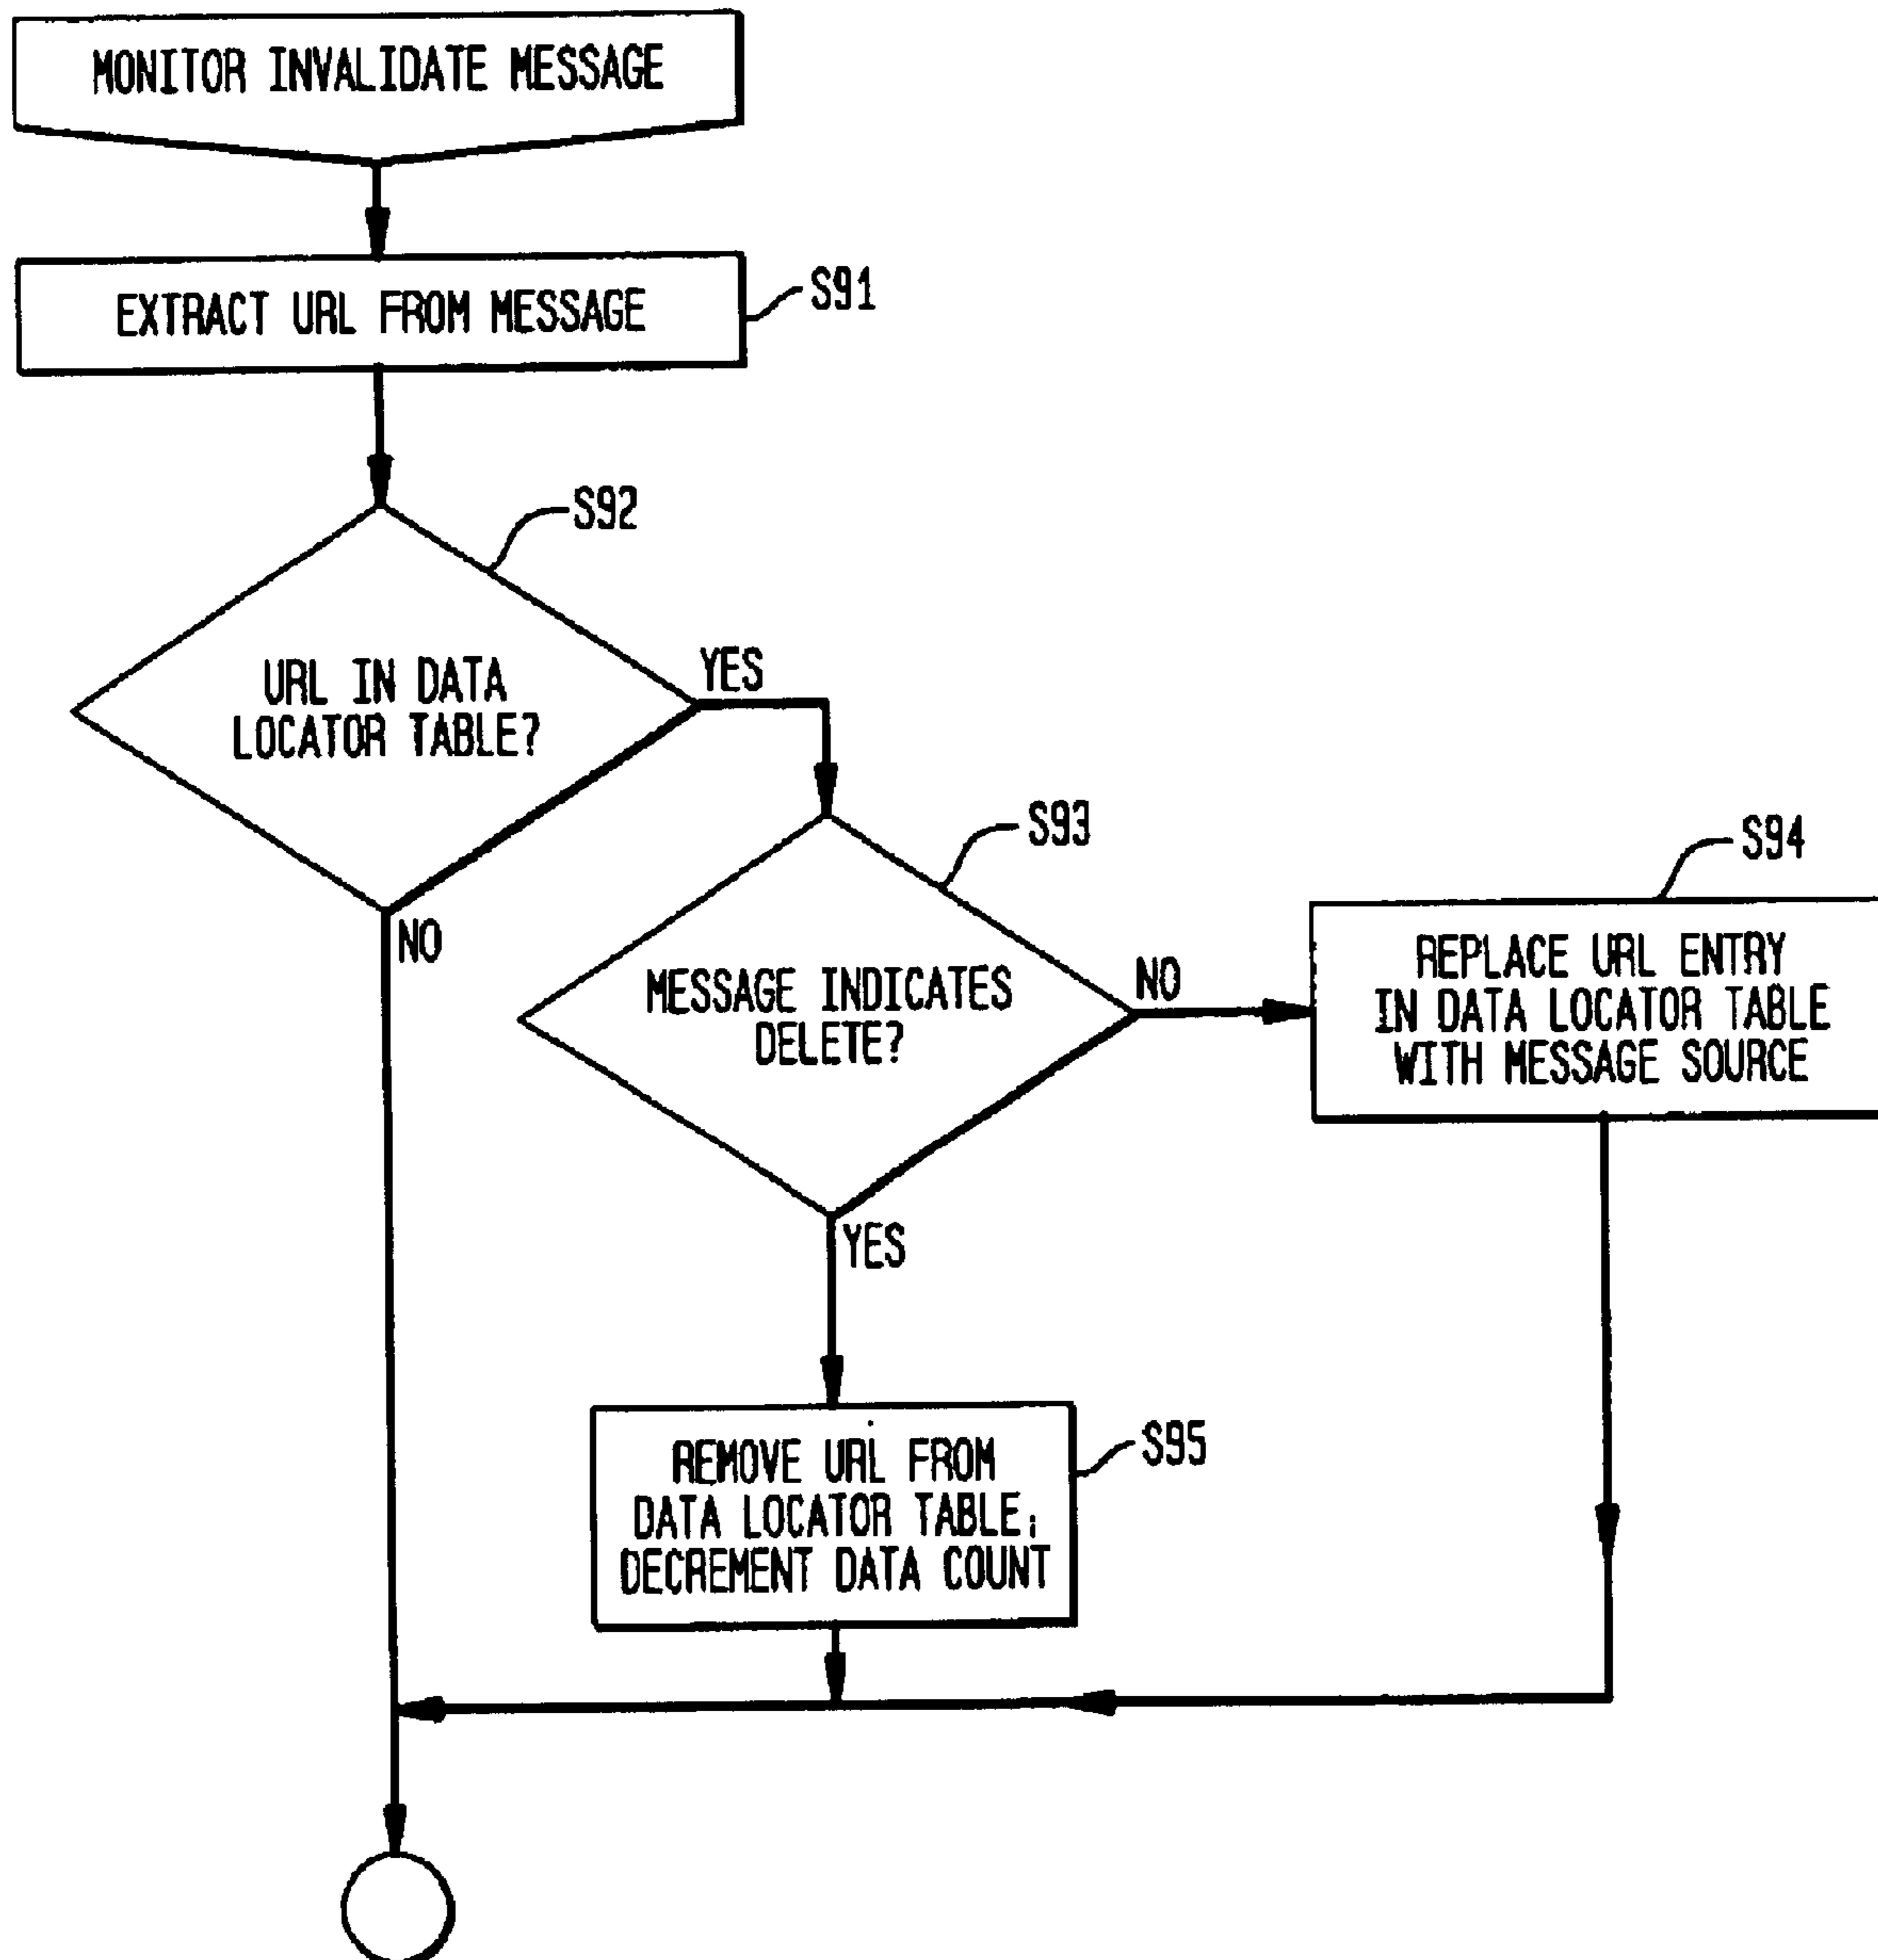 MONITOR INVALIDATE MESSAGE
EXTRACT URL FROM MESSAGE
S91
S92
URL IN DATA
LOCATOR TABLE?
YES
NO
S93
MESSAGE INDICATES
DELETE?
NO
YES
S94
REPLACE URL ENTRY
IN DATA LOCATOR TABLE
WITH MESSAGE SOURCE
S95
REMOVE URL FROM
DATA LOCATOR TABLE;
DECREMENT DATA COUNT